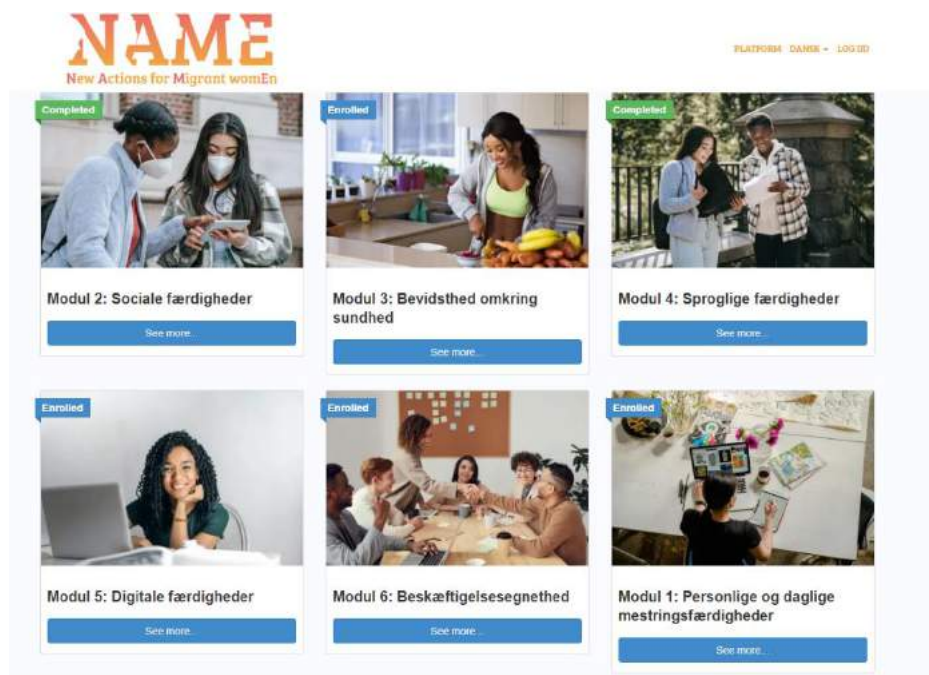 NAME
New Actions for Migrant womEn
PLATFORM DANSK LOG UD
Completed
Enrolled
Completed
Modul 2: Sociale færdigheder
Modul 3: Bevidsthed omkring
sundhed
Modul 4: Sproglige færdigheder
See more...
See more...
See more...
Enrolled
Enrolled
Enrolled
Modul 5: Digitale færdigheder
Modul 6: Beskæftigelsesegnethed
Modul 1: Personlige og daglige
mestringsfærdigheder
See more...
See more...
See more...